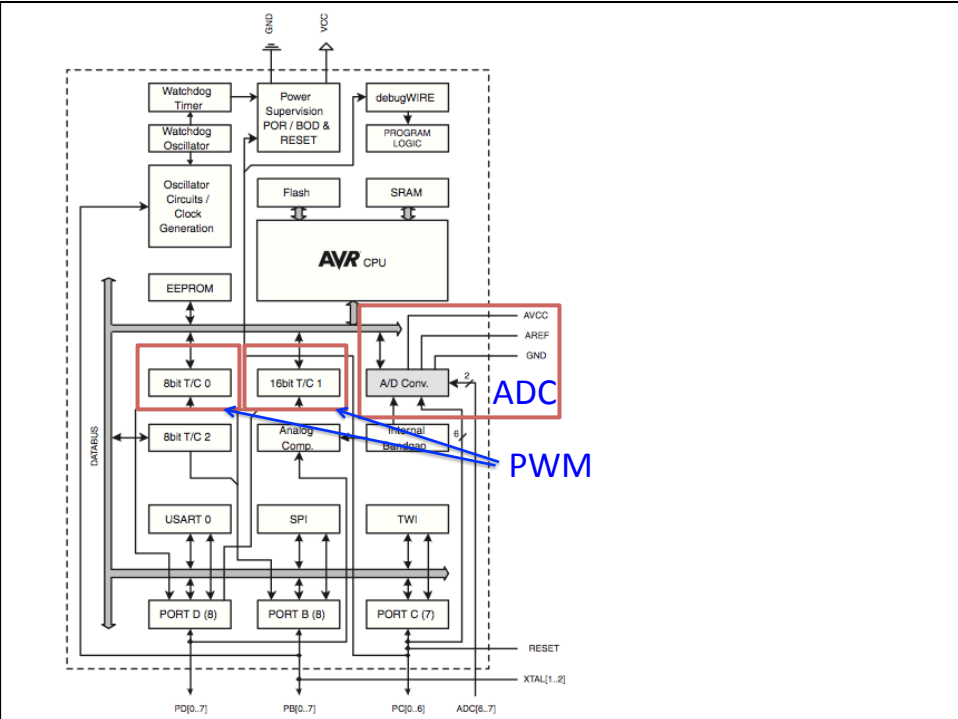 GND
VCC
Watchdog
Timer
Power
Supervision
POR / BOD &
RESET
debugWIRE
Watchdog
Oscillator
PROGRAM
LOGIC
Oscillator
Circuits /
Clock
Generation
Flash
SRAM
AVR CPU
EEPROM
AVCC
AREF
GND
8bit T/C 0
16bit T/C 1
A/D Conv.
2
ADC
8bit T/C 2
Analog
Comp.
Internal
Bandgap
6
DATABUS
PWM
USART 0
SPI
TWI
PORT D (8)
PORT B (8)
PORT C (7)
RESET
XTAL[1..2]
PD[0..7]
PB[0..7]
PC[0..6]
ADC[6..7]